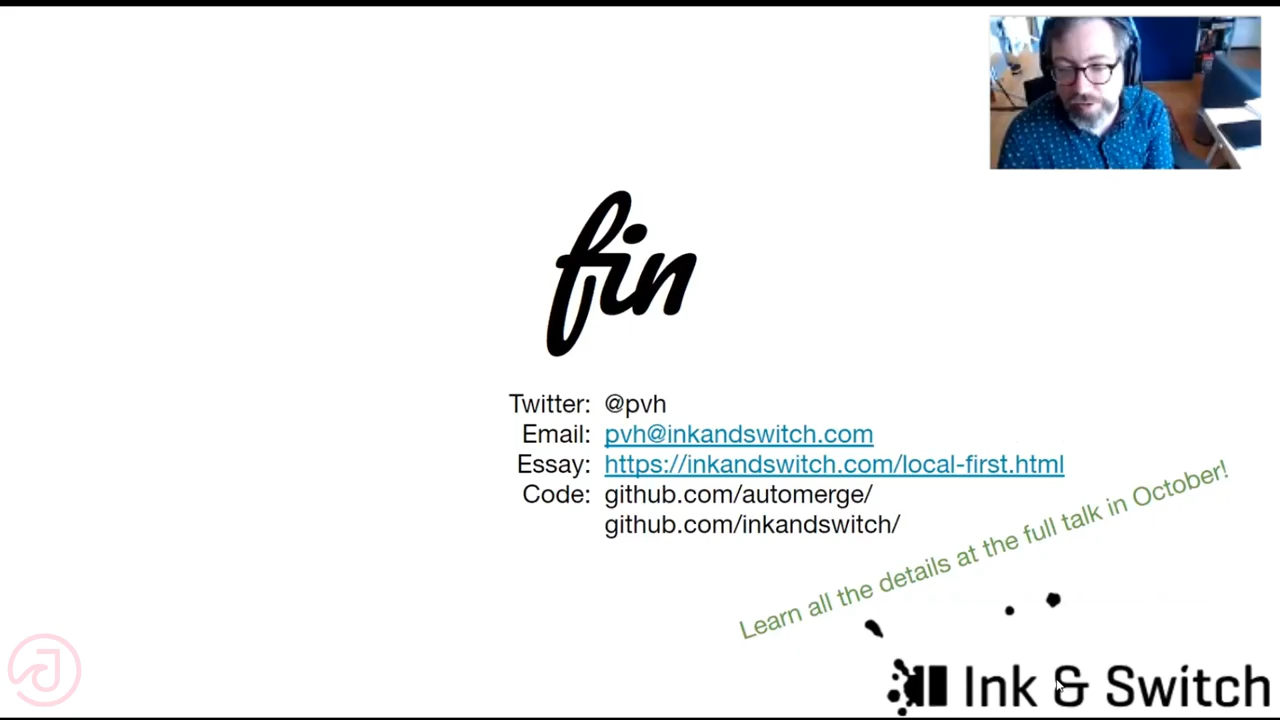 fin
Twitter: @pvh
Email: pvh@inkandswitch.com
Essay: https://inkandswitch.com/local-first.html
Code: github.com/automerge/
github.com/inkandswitch/
Learn all the details at the full talk in October!
Ink & Switch